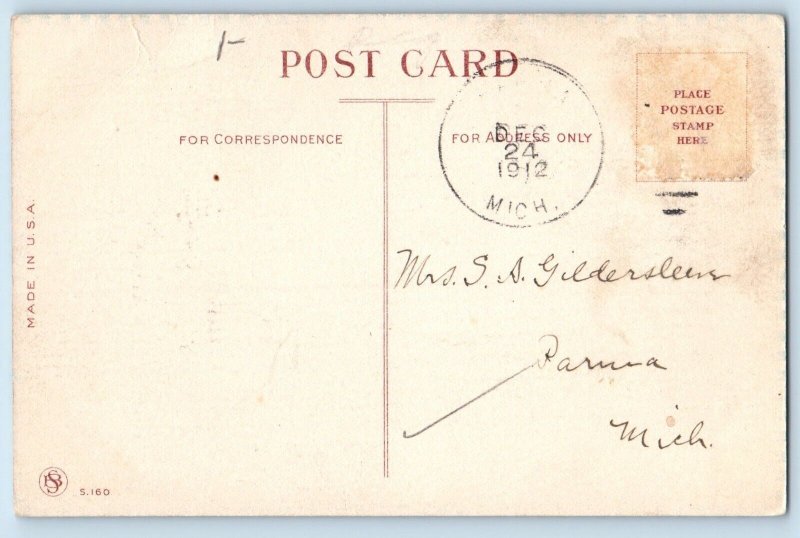 POST CARD
FOR CORRESPONDENCE
FOR ADDRESS ONLY
DEC
24
1912
MICH.
PLACE
POSTAGE
STAMP
HERE
Mrs. S. A. Gildersleeve
Parma
Mich.
MADE IN U.S.A.
S.160